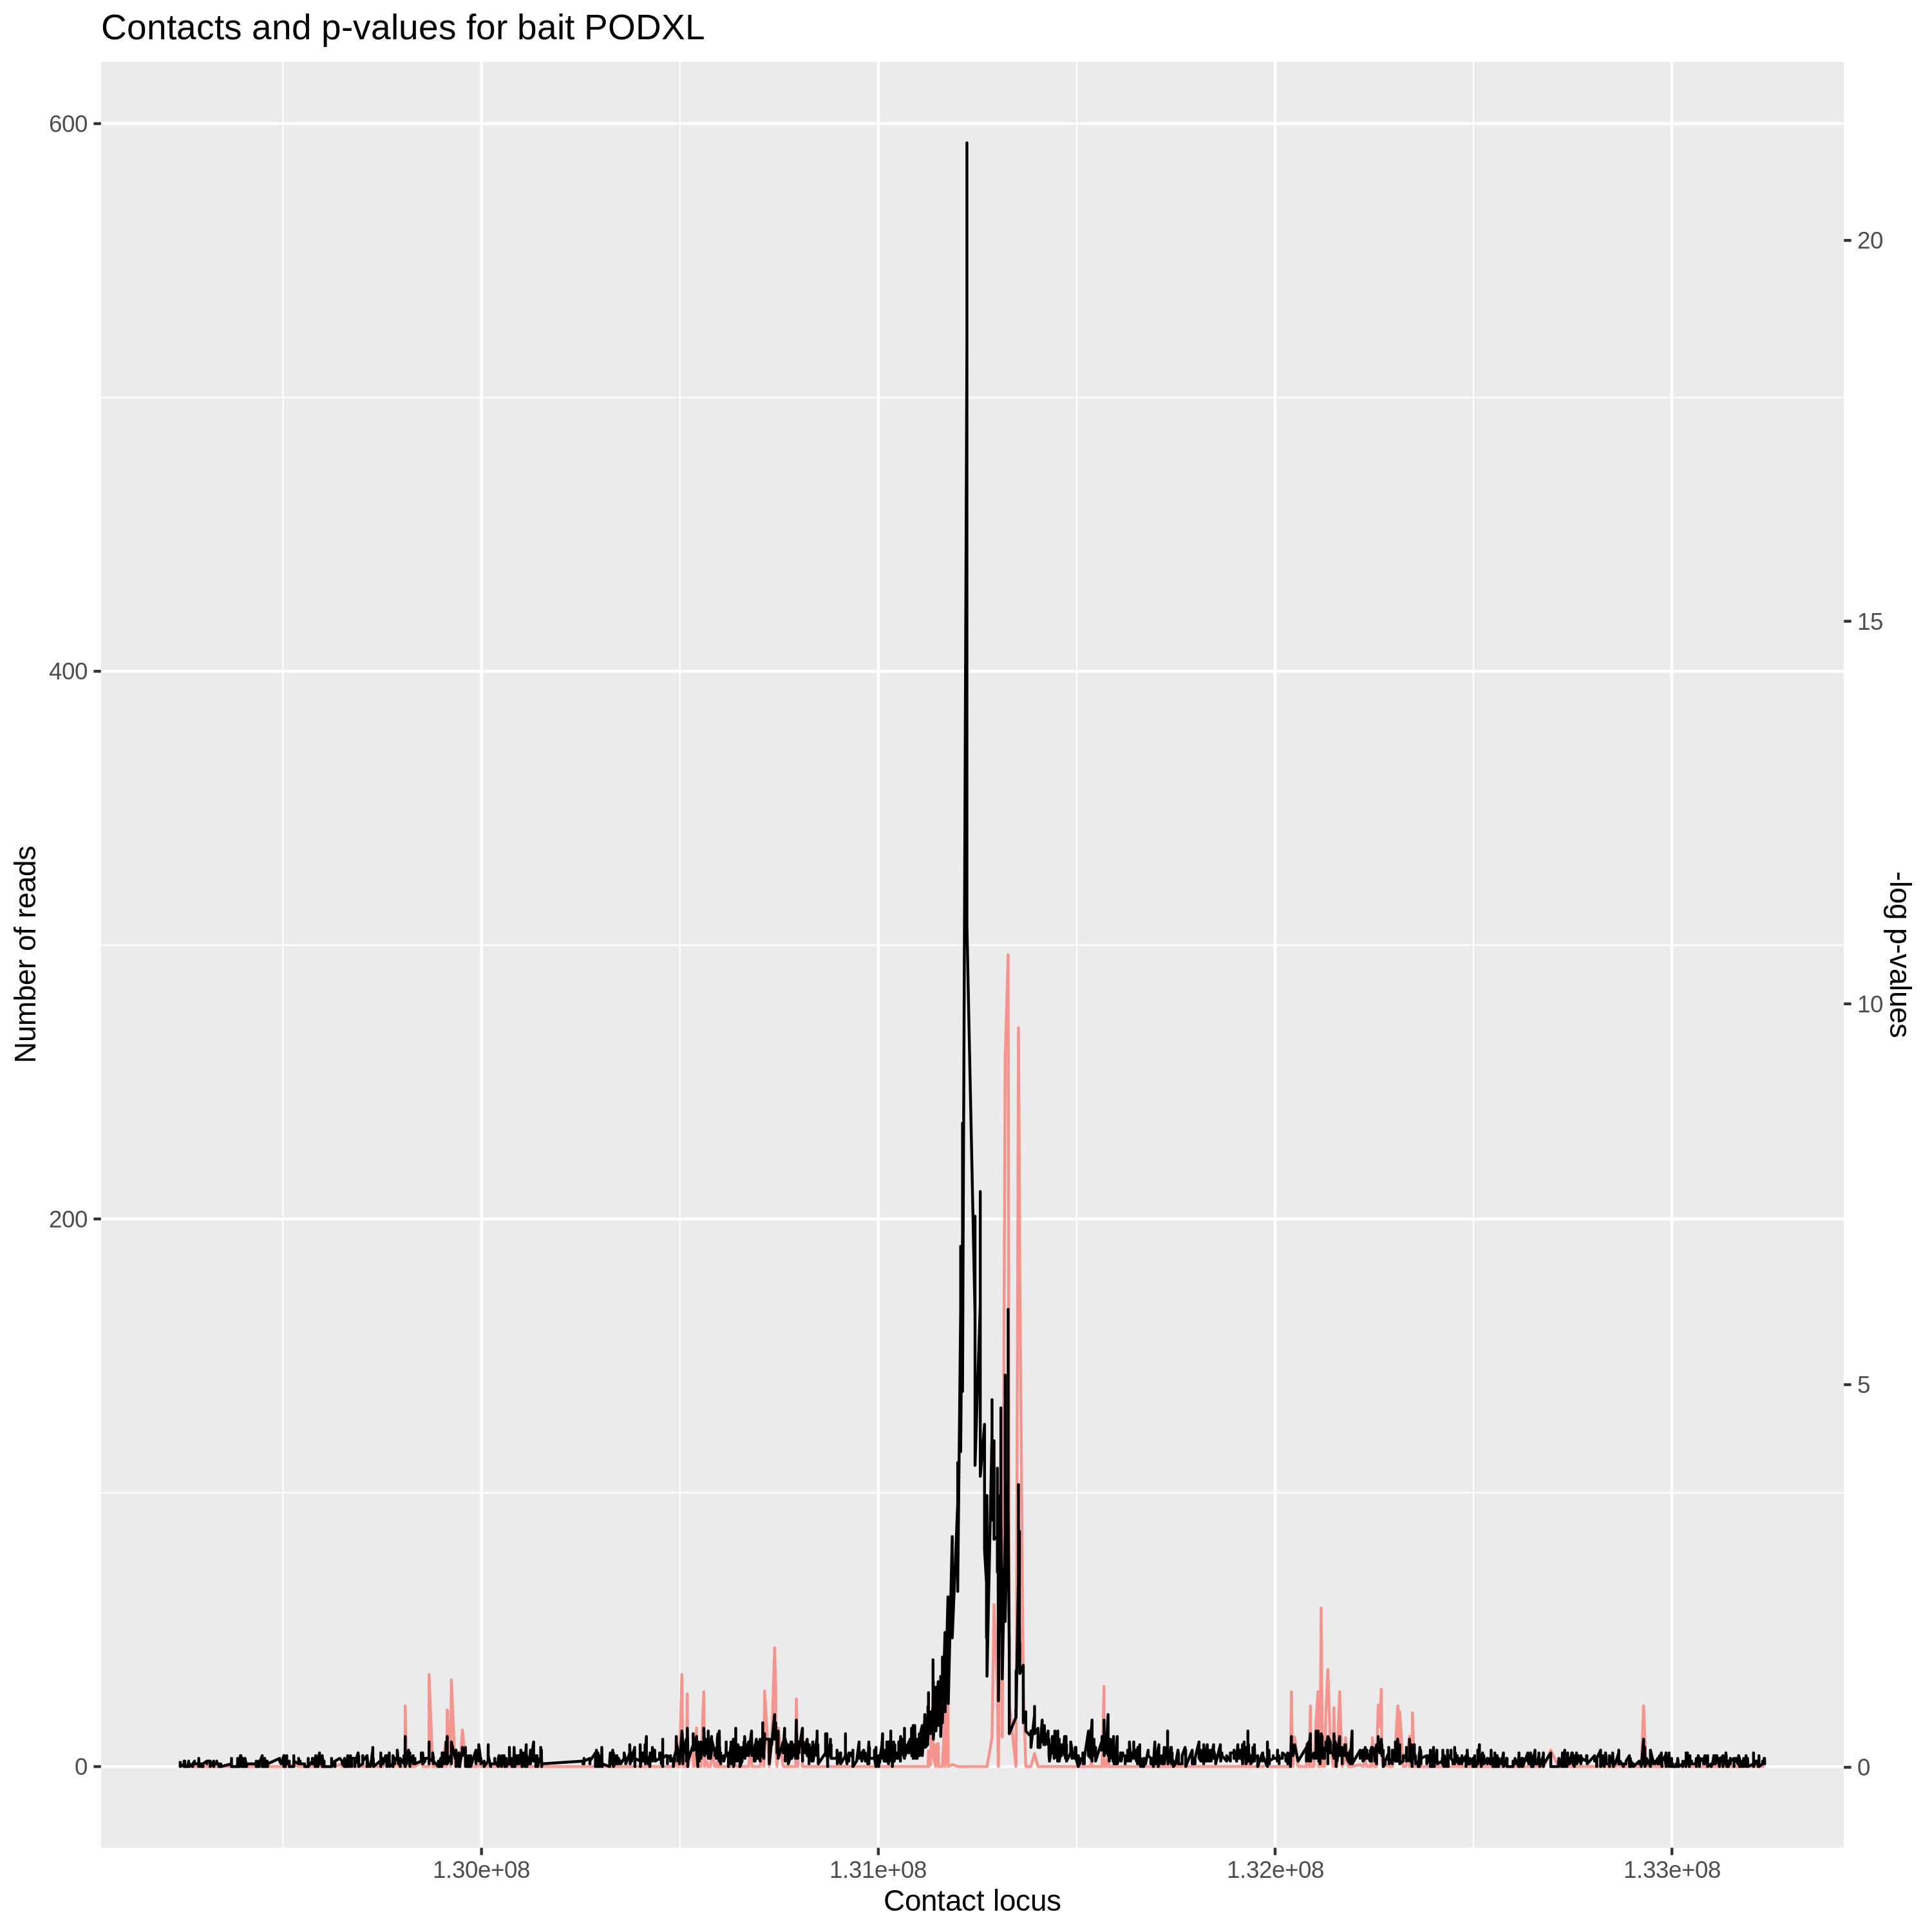 Contacts and p-values for bait PODXL
600
400
200
0
Number of reads
20
15
10
5
0
-log p-values
1.30e+08 1.31e+08 1.32e+08 1.33e+08
Contact locus